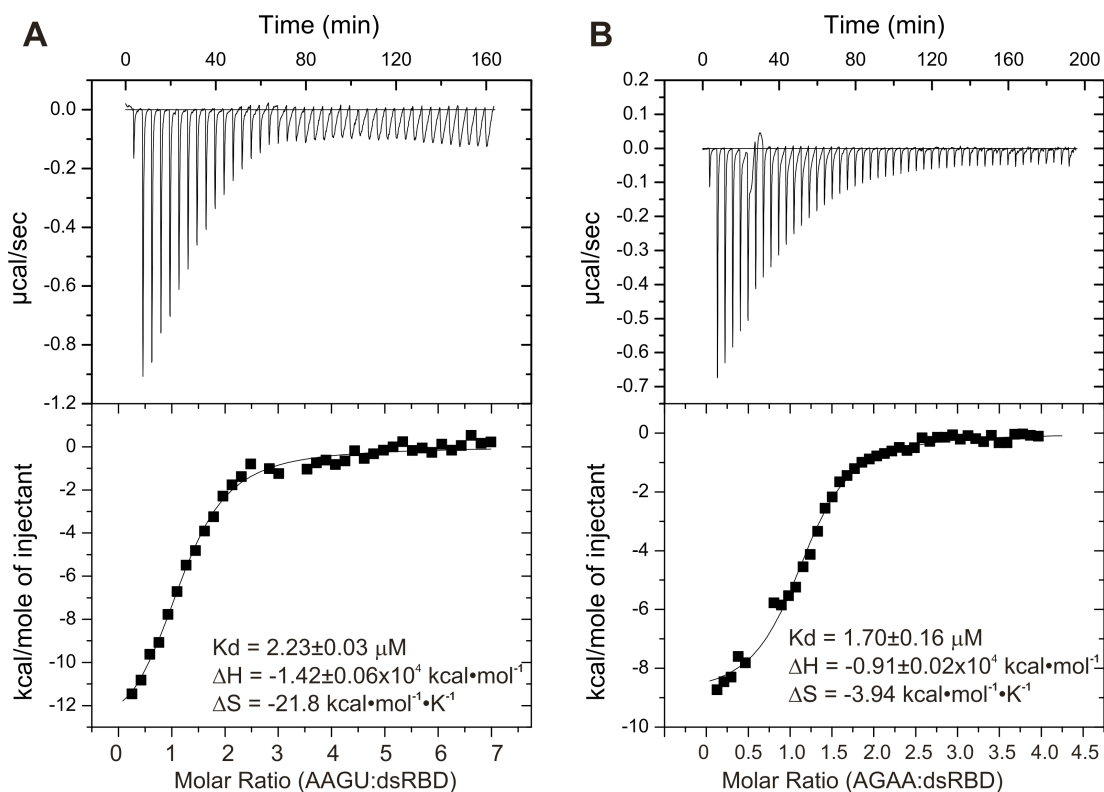 A
Time (min)
0 40 80 120 160
0.0
-0.2
-0.4
-0.6
-0.8
-1.0
-1.2
µcal/sec
0
-2
-4
-6
-8
-10
-12
kcal/mole of injectant
Kd = 2.23±0.03 µM
ΔH = -1.42±0.06x10⁴ kcal•mol⁻¹
ΔS = -21.8 kcal•mol⁻¹•K⁻¹
0 1 2 3 4 5 6 7
Molar Ratio (AAGU:dsRBD)
B
Time (min)
0 40 80 120 160 200
0.2
0.1
0.0
-0.1
-0.2
-0.3
-0.4
-0.5
-0.6
-0.7
µcal/sec
0
-2
-4
-6
-8
-10
kcal/mole of injectant
Kd = 1.70±0.16 µM
ΔH = -0.91±0.02x10⁴ kcal•mol⁻¹
ΔS = -3.94 kcal•mol⁻¹•K⁻¹
0 0.5 1.0 1.5 2.0 2.5 3.0 3.5 4.0 4.5
Molar Ratio (AGAA:dsRBD)